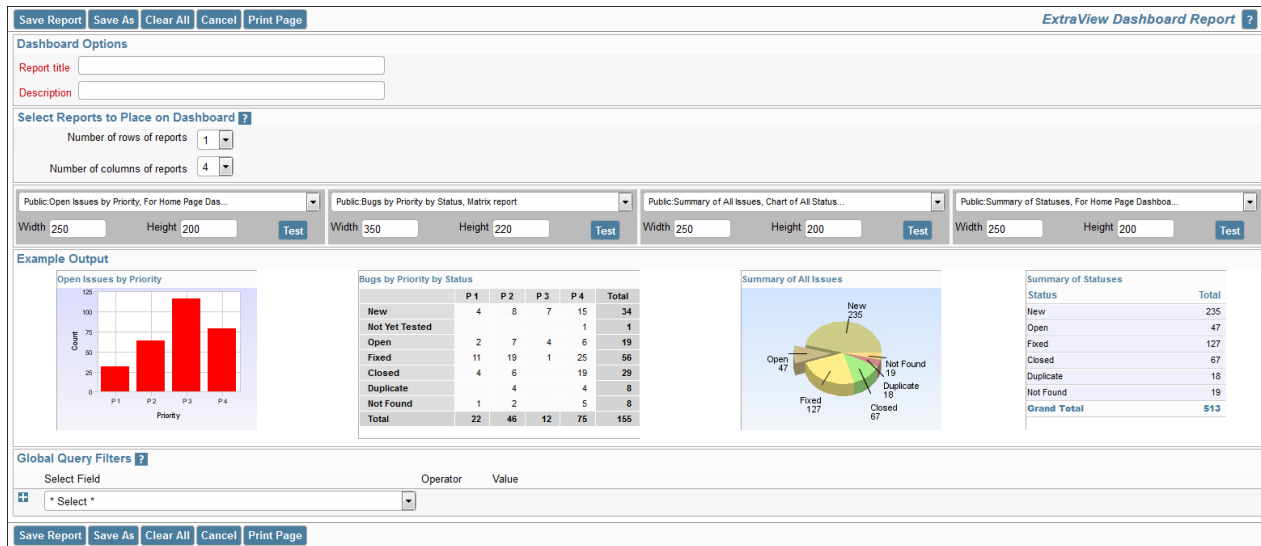 Save Report Save As Clear All Cancel Print Page ExtraView Dashboard Report ?
Dashboard Options
Report title
Description
Select Reports to Place on Dashboard ?
Number of rows of reports 1
Number of columns of reports 4
Public:Open Issues by Priority, For Home Page Das... Public:Bugs by Priority by Status, Matrix report Public:Summary of All Issues, Chart of All Status... Public:Summary of Statuses, For Home Page Dashboa...
Width 250 Height 200 Test Width 350 Height 220 Test Width 250 Height 200 Test Width 250 Height 200 Test
Example Output
Open Issues by Priority
125
100
75
50
25
0
Count
P 1 P 2 P 3 P 4
Priority
Bugs by Priority by Status
P 1 P 2 P 3 P 4 Total
New 4 8 7 15 34
Not Yet Tested 1 1
Open 2 7 4 6 19
Fixed 11 19 1 25 56
Closed 4 6 19 29
Duplicate 4 4 8
Not Found 1 2 5 8
Total 22 46 12 75 155
Summary of All Issues
New
235
Open
47
Not Found
19
Duplicate
18
Fixed
127
Closed
67
Summary of Statuses
Status Total
New 235
Open 47
Fixed 127
Closed 67
Duplicate 18
Not Found 19
Grand Total 513
Global Query Filters ?
Select Field Operator Value
* Select *
Save Report Save As Clear All Cancel Print Page